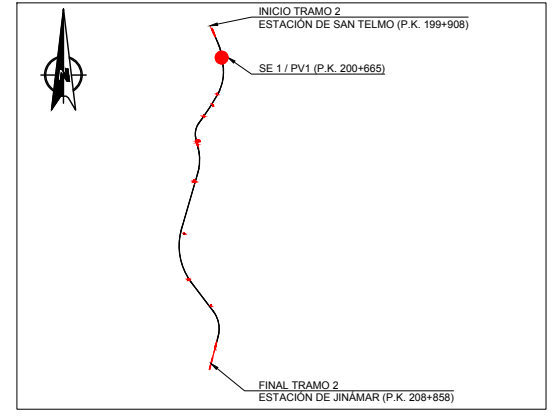 INICIO TRAMO 2
ESTACIÓN DE SAN TELMO (P.K. 199+908)
SE 1 / PV1 (P.K. 200+665)
N
FINAL TRAMO 2
ESTACIÓN DE JINÁMAR (P.K. 208+858)